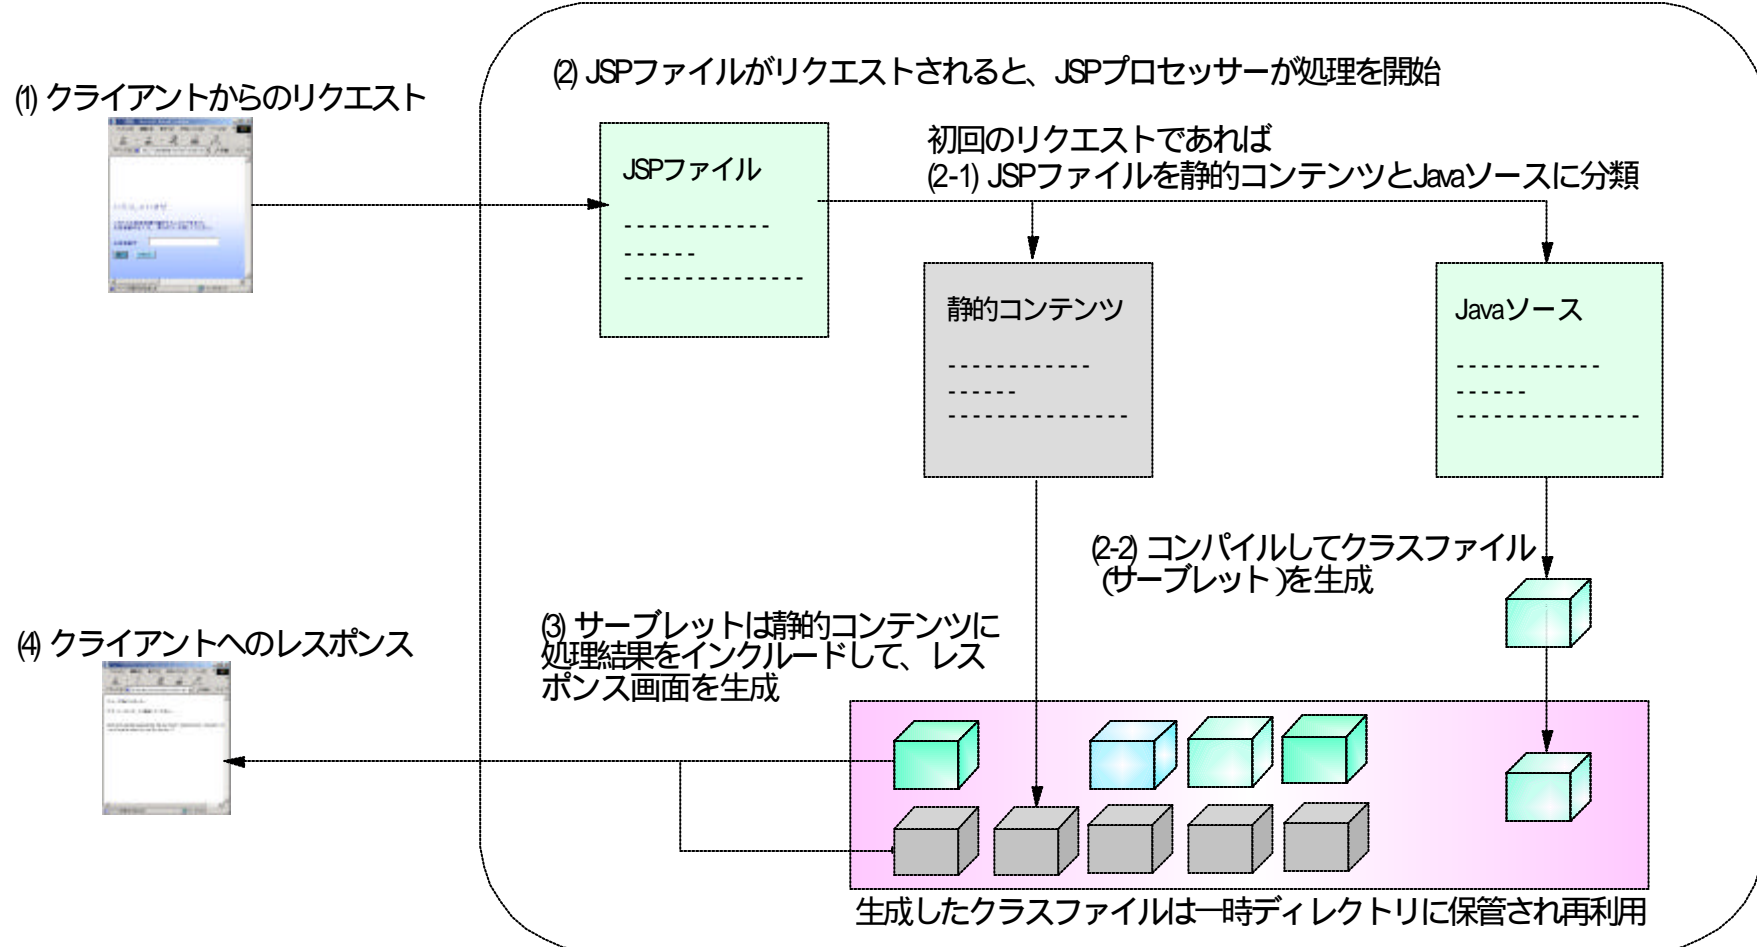 (1) クライアントからのリクエスト
(2) JSPファイルがリクエストされると、JSPプロセッサーが処理を開始
JSPファイル
初回のリクエストであれば
(2-1) JSPファイルを静的コンテンツとJavaソースに分類
静的コンテンツ
Javaソース
(2-2) コンパイルしてクラスファイル
(サーブレット)を生成
(3) サーブレットは静的コンテンツに
処理結果をインクルードして、レス
ポンス画面を生成
(4) クライアントへのレスポンス
生成したクラスファイルは一時ディレクトリに保管され再利用